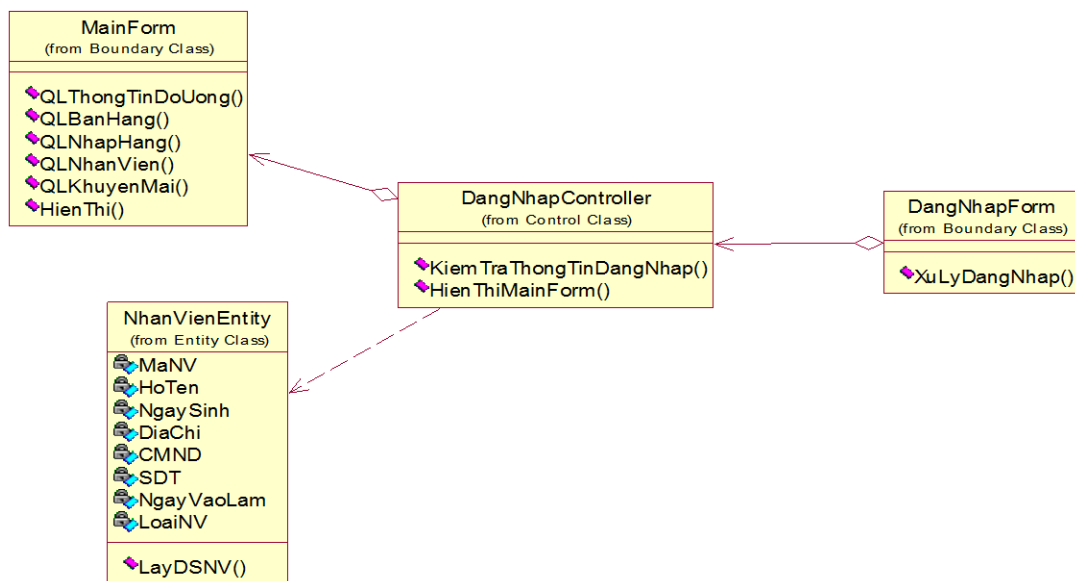 MainForm
(from Boundary Class)
QLThongTinDoUong()
QLBanHang()
QLNhapHang()
QLNhanVien()
QLKhuyenMai()
HienThi()
DangNhapController
(from Control Class)
KiemTraThongTinDangNhap()
HienThiMainForm()
DangNhapForm
(from Boundary Class)
XuLyDangNhap()
NhanVienEntity
(from Entity Class)
MaNV
HoTen
NgaySinh
DiaChi
CMND
SDT
NgayVaoLam
LoaiNV
LayDSNV()